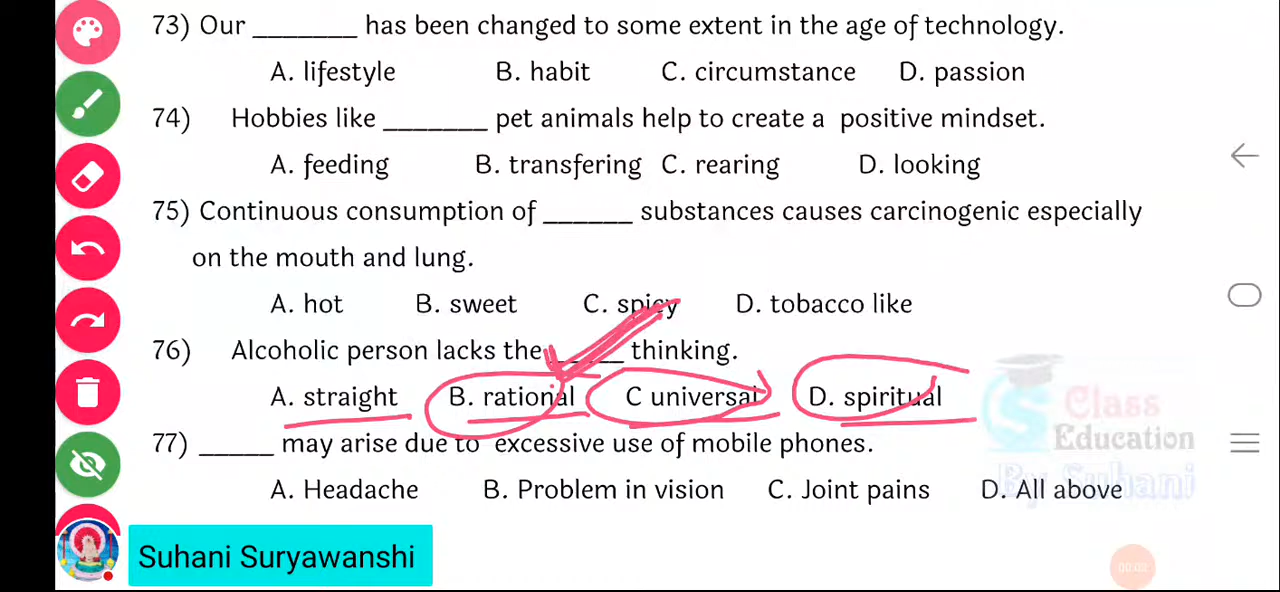 73) Our _______ has been changed to some extent in the age of technology.
A. lifestyle B. habit C. circumstance D. passion
74) Hobbies like _______ pet animals help to create a positive mindset.
A. feeding B. transfering C. rearing D. looking
75) Continuous consumption of ______ substances causes carcinogenic especially
on the mouth and lung.
A. hot B. sweet C. spicy D. tobacco like
76) Alcoholic person lacks the _____ thinking.
A. straight B. rational C universal D. spiritual
77) _____ may arise due to excessive use of mobile phones.
A. Headache B. Problem in vision C. Joint pains D. All above
Class
Education
By Suhani
Suhani Suryawanshi